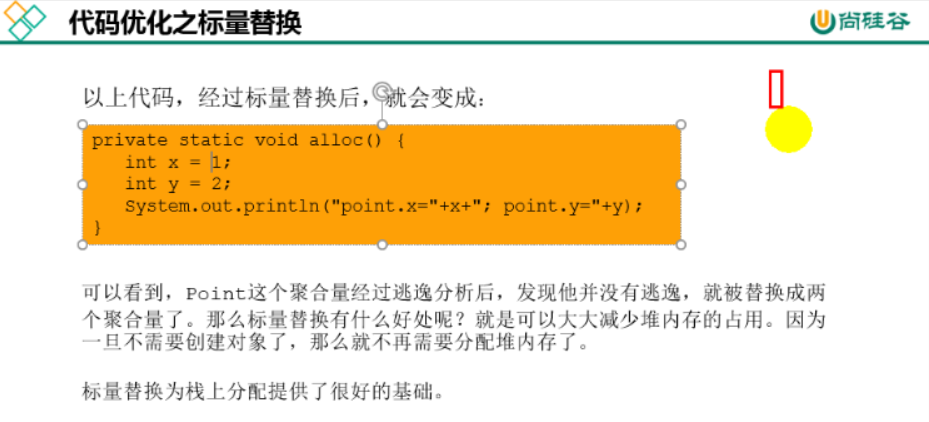 代码优化之标量替换
尚硅谷
以上代码，经过标量替换后，就会变成：
private static void alloc() {
int x = 1;
int y = 2;
System.out.println("point.x="+x+"; point.y="+y);
}
可以看到，Point这个聚合量经过逃逸分析后，发现他并没有逃逸，就被替换成两
个聚合量了。那么标量替换有什么好处呢？就是可以大大减少堆内存的占用。因为
一旦不需要创建对象了，那么就不再需要分配堆内存了。
标量替换为栈上分配提供了很好的基础。